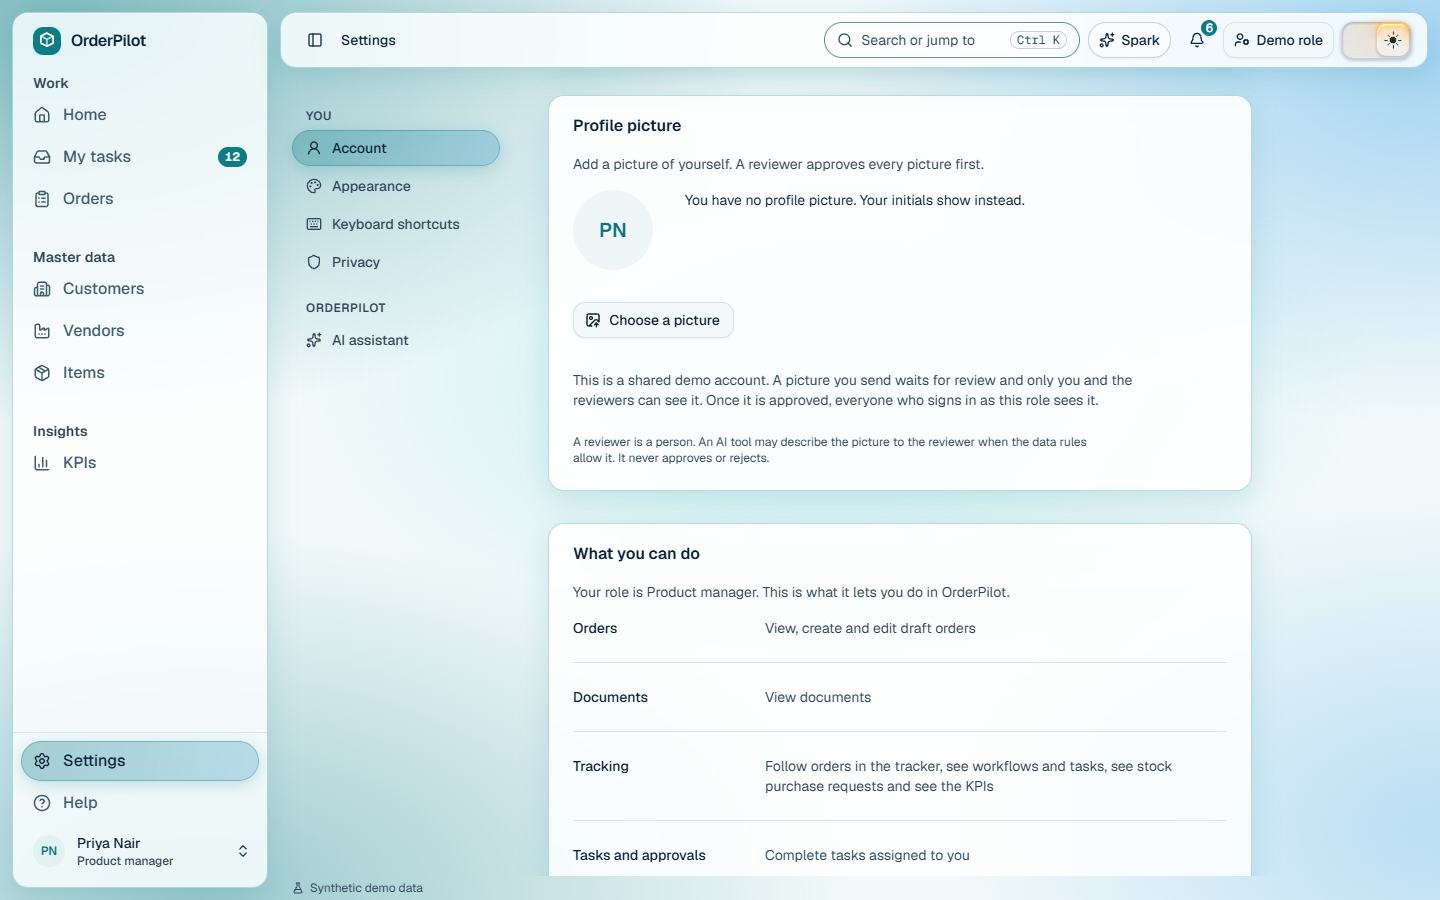 OrderPilot
Work
Home
My tasks 12
Orders
Master data
Customers
Vendors
Items
Insights
KPIs
Settings
Help
PN
Priya Nair
Product manager
Settings
Search or jump to Ctrl K
Spark
6
Demo role
YOU
Account
Appearance
Keyboard shortcuts
Privacy
ORDERPILOT
AI assistant
Profile picture
Add a picture of yourself. A reviewer approves every picture first.
PN
You have no profile picture. Your initials show instead.
Choose a picture
This is a shared demo account. A picture you send waits for review and only you and the
reviewers can see it. Once it is approved, everyone who signs in as this role sees it.
A reviewer is a person. An AI tool may describe the picture to the reviewer when the data rules
allow it. It never approves or rejects.
What you can do
Your role is Product manager. This is what it lets you do in OrderPilot.
Orders View, create and edit draft orders
Documents View documents
Tracking Follow orders in the tracker, see workflows and tasks, see stock
purchase requests and see the KPIs
Tasks and approvals Complete tasks assigned to you
Synthetic demo data